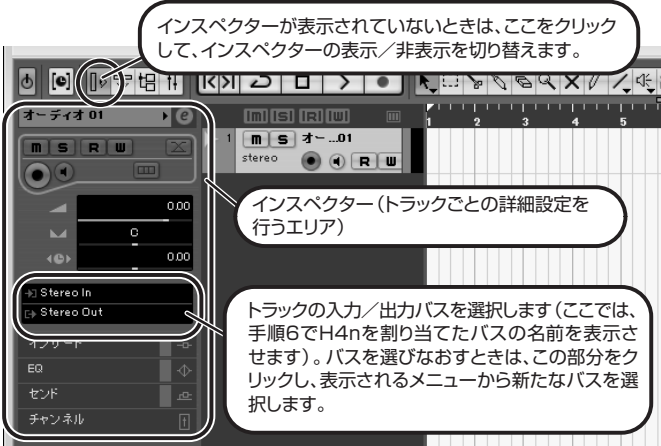 インスペクターが表示されていないときは、ここをクリック
して、インスペクターの表示／非表示を切り替えます。
オーディオ 01
e
m S R W
[m] [S] [R] [W]
1 m S オー...01
stereo
R W
1 2 3 4 5
0.00
C
0.00
インスペクター（トラックごとの詳細設定を
行うエリア）
Stereo In
Stereo Out
トラックの入力／出力バスを選択します（ここでは、
手順6でH4nを割り当てたバスの名前を表示さ
せます）。バスを選びなおすときは、この部分をク
リックし、表示されるメニューから新たなバスを選
択します。
インサート
EQ
センド
チャンネル